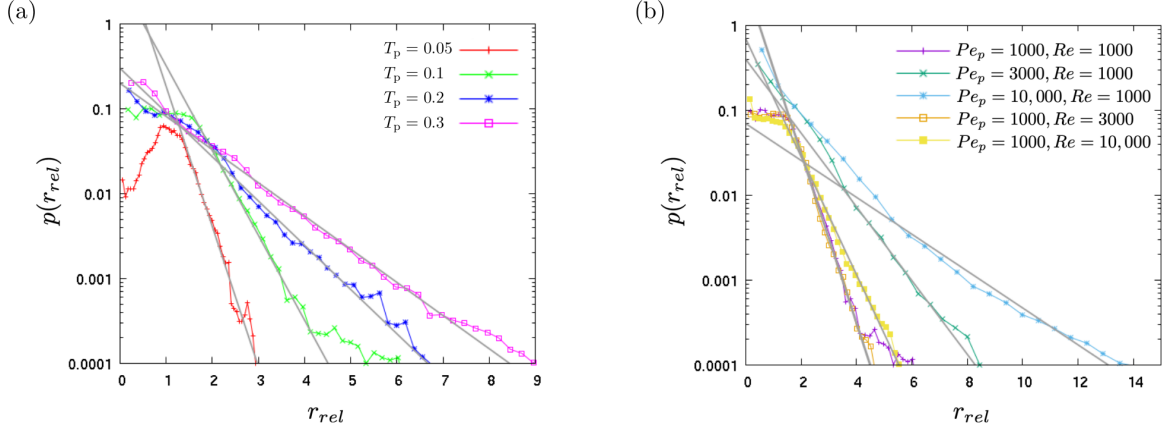 (a)
1
0.1
0.01
0.001
0.0001
p(r_rel)
0 1 2 3 4 5 6 7 8 9
r_rel
T_p = 0.05
T_p = 0.1
T_p = 0.2
T_p = 0.3
(b)
1
0.1
0.01
0.001
0.0001
p(r_rel)
0 2 4 6 8 10 12 14
r_rel
Pe_p = 1000, Re = 1000
Pe_p = 3000, Re = 1000
Pe_p = 10,000, Re = 1000
Pe_p = 1000, Re = 3000
Pe_p = 1000, Re = 10,000